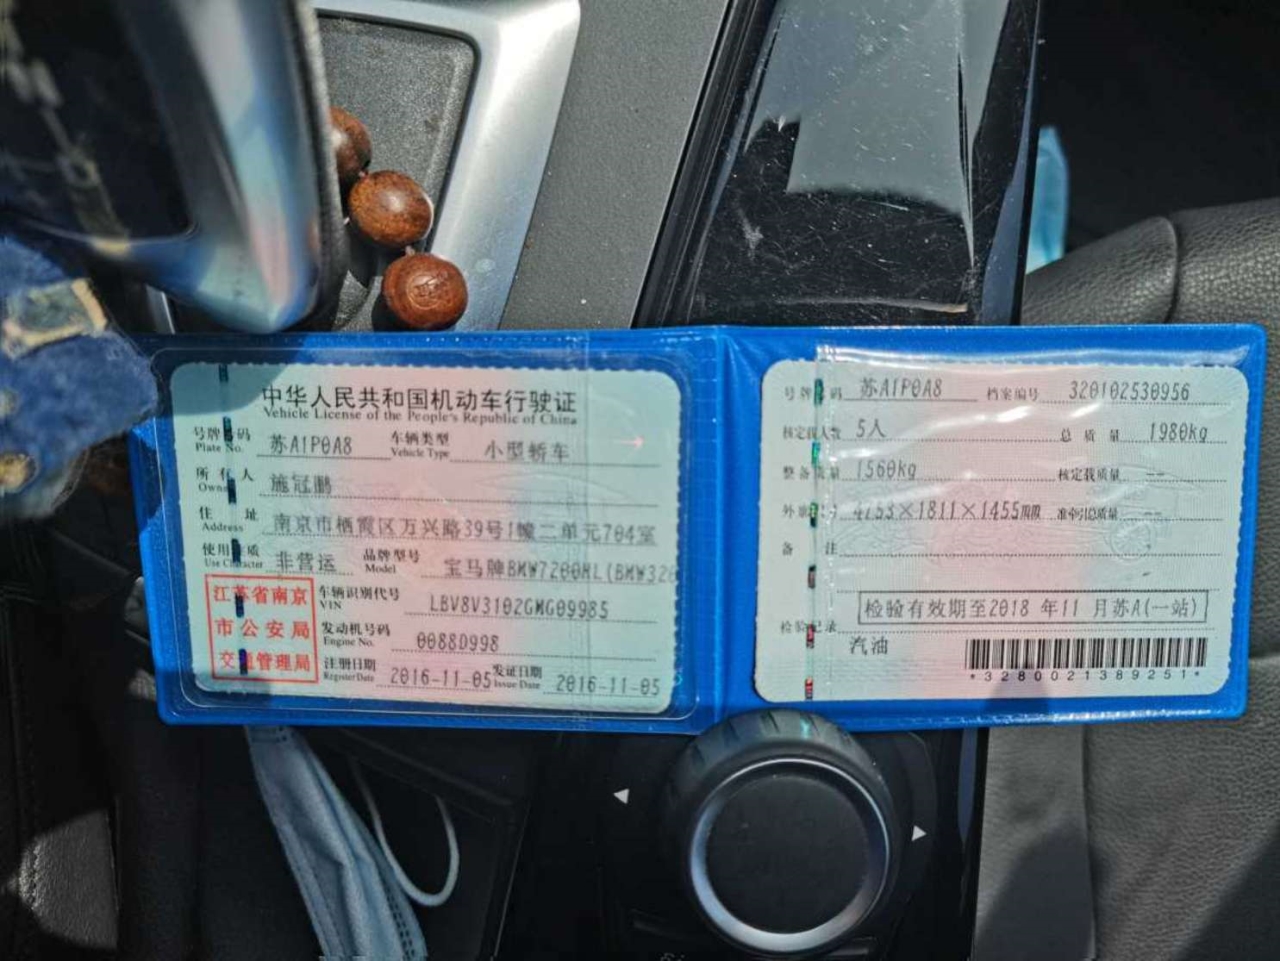 中华人民共和国机动车行驶证
Vehicle License of the People's Republic of China
号牌号码 苏A1P0A8 车辆类型 小型轿车
Plate No. Vehicle Type
所有人 施冠鹏
Owner
住址 南京市栖霞区万兴路39号1幢二单元704室
Address
使用性质 非营运 品牌型号 宝马牌BMW7200ML(BMW320
Use Character Model
江苏省南京
市公安局
交通管理局
车辆识别代号 LBV8V3102GMG09985
VIN
发动机号码 0088D998
Engine No.
注册日期 2016-11-05 发证日期 2016-11-05
Register Date Issue Date
号牌号码 苏A1P0A8 档案编号 320102530956
核定载人数 5人 总质量 1980kg
整备质量 1560kg 核定载质量 --
外廓尺寸 4753×1811×1455mm 准牵引总质量 --
备注
检验有效期至2018 年11 月苏A(一站)
检验记录
汽油
*3280021389251*